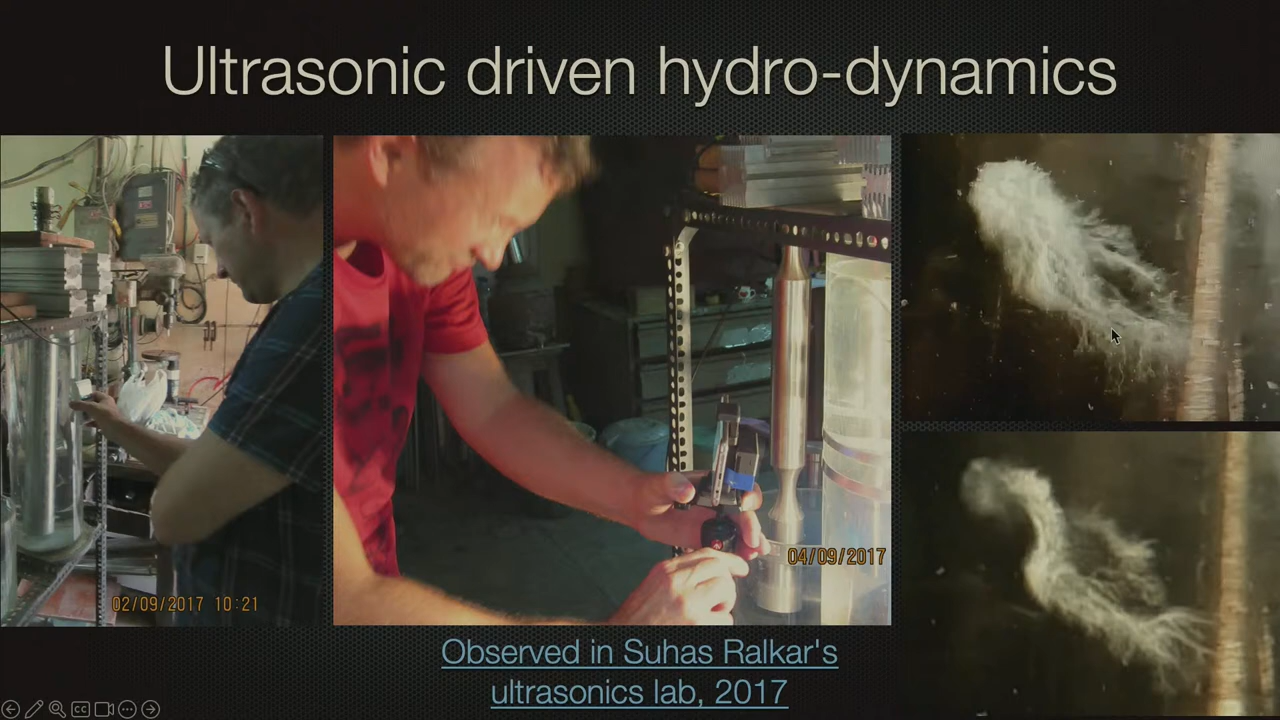 Ultrasonic driven hydro-dynamics
02/09/2017 10:21
04/09/2017
Observed in Suhas Ralkar's
ultrasonics lab, 2017
CC